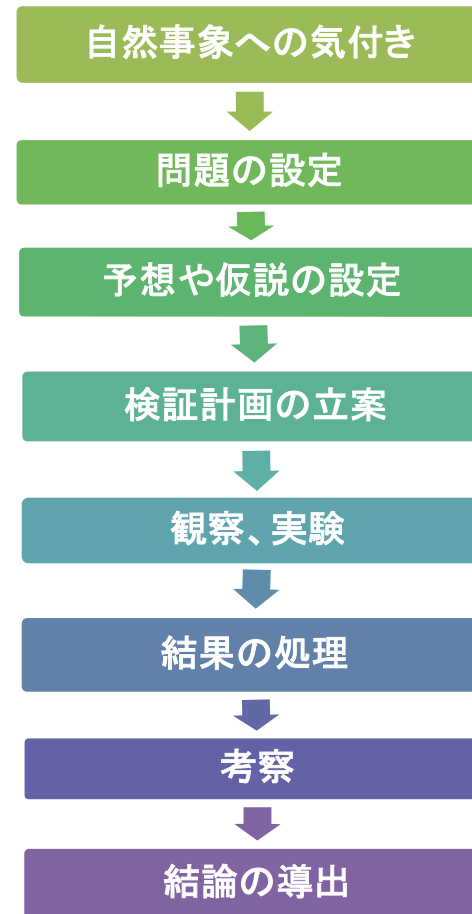 自然事象への気付き
問題の設定
予想や仮説の設定
検証計画の立案
観察、実験
結果の処理
考察
結論の導出